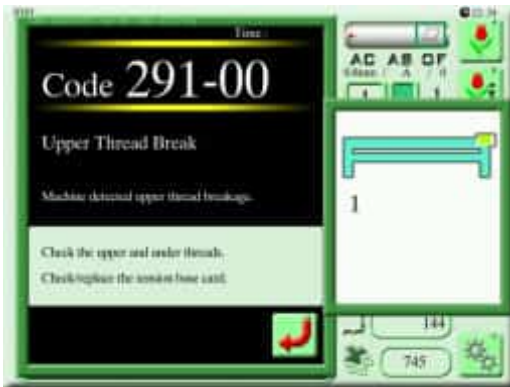 Time :
AC AS OF
Code 291-00
Upper Thread Break
Machine detected upper thread breakage.
1
Check the upper and under threads.
Check/replace the tension base card.
144
745